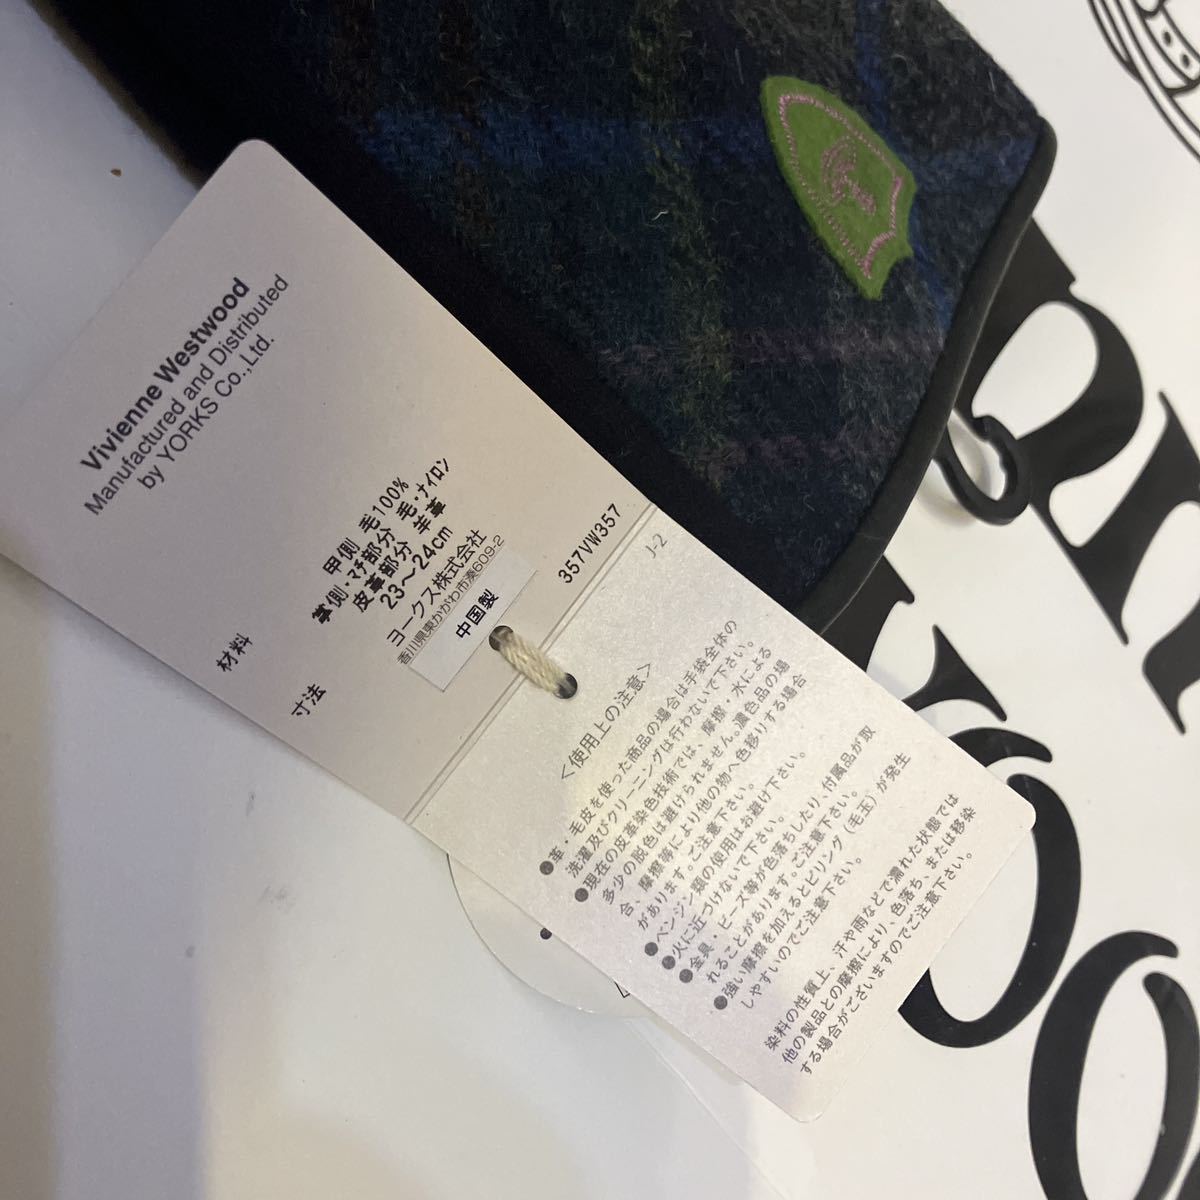 Vivienne Westwood
Manufactured and Distributed
by YORKS Co.,Ltd.
材料
甲側 毛100%
掌側・マチ部分 毛・ナイロン
皮革部分 羊革
寸法
23～24cm
ヨークス株式会社
香川県東かがわ市湊609-2
中国製
357VW357
J-2
＜使用上の注意＞
●革・毛皮を使った商品の場合は手袋全体の
洗濯及びクリーニングは行わないで下さい。
●現在の皮革染色技術では、摩擦、水による
多少の脱色は避けられません。濃色品の場
合、摩擦等により他の物へ色移りする場合
があります。ご注意下さい。
●ベンジン類の使用はお避け下さい。
●火に近づけないで下さい。
●金具・ビーズ等が色落ちしたり、付属品が取
れることがあります。ご注意下さい。
●強い摩擦を加えるとピリング（毛玉）が発生
しやすいのでご注意下さい。
染料の性質上、汗や雨などで濡れた状態では
他の製品との摩擦により、色落ち、または移染
する場合がございますのでご注意下さい。